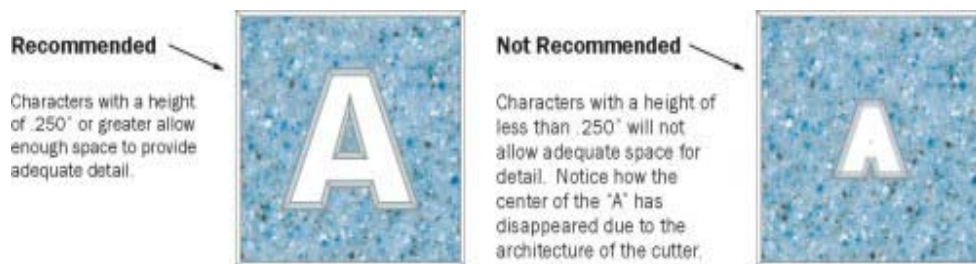 Recommended
Characters with a height
of .250" or greater allow
enough space to provide
adequate detail.
A
Not Recommended
Characters with a height of
less than .250" will not
allow adequate space for
detail. Notice how the
center of the "A" has
disappeared due to the
architecture of the cutter.
A